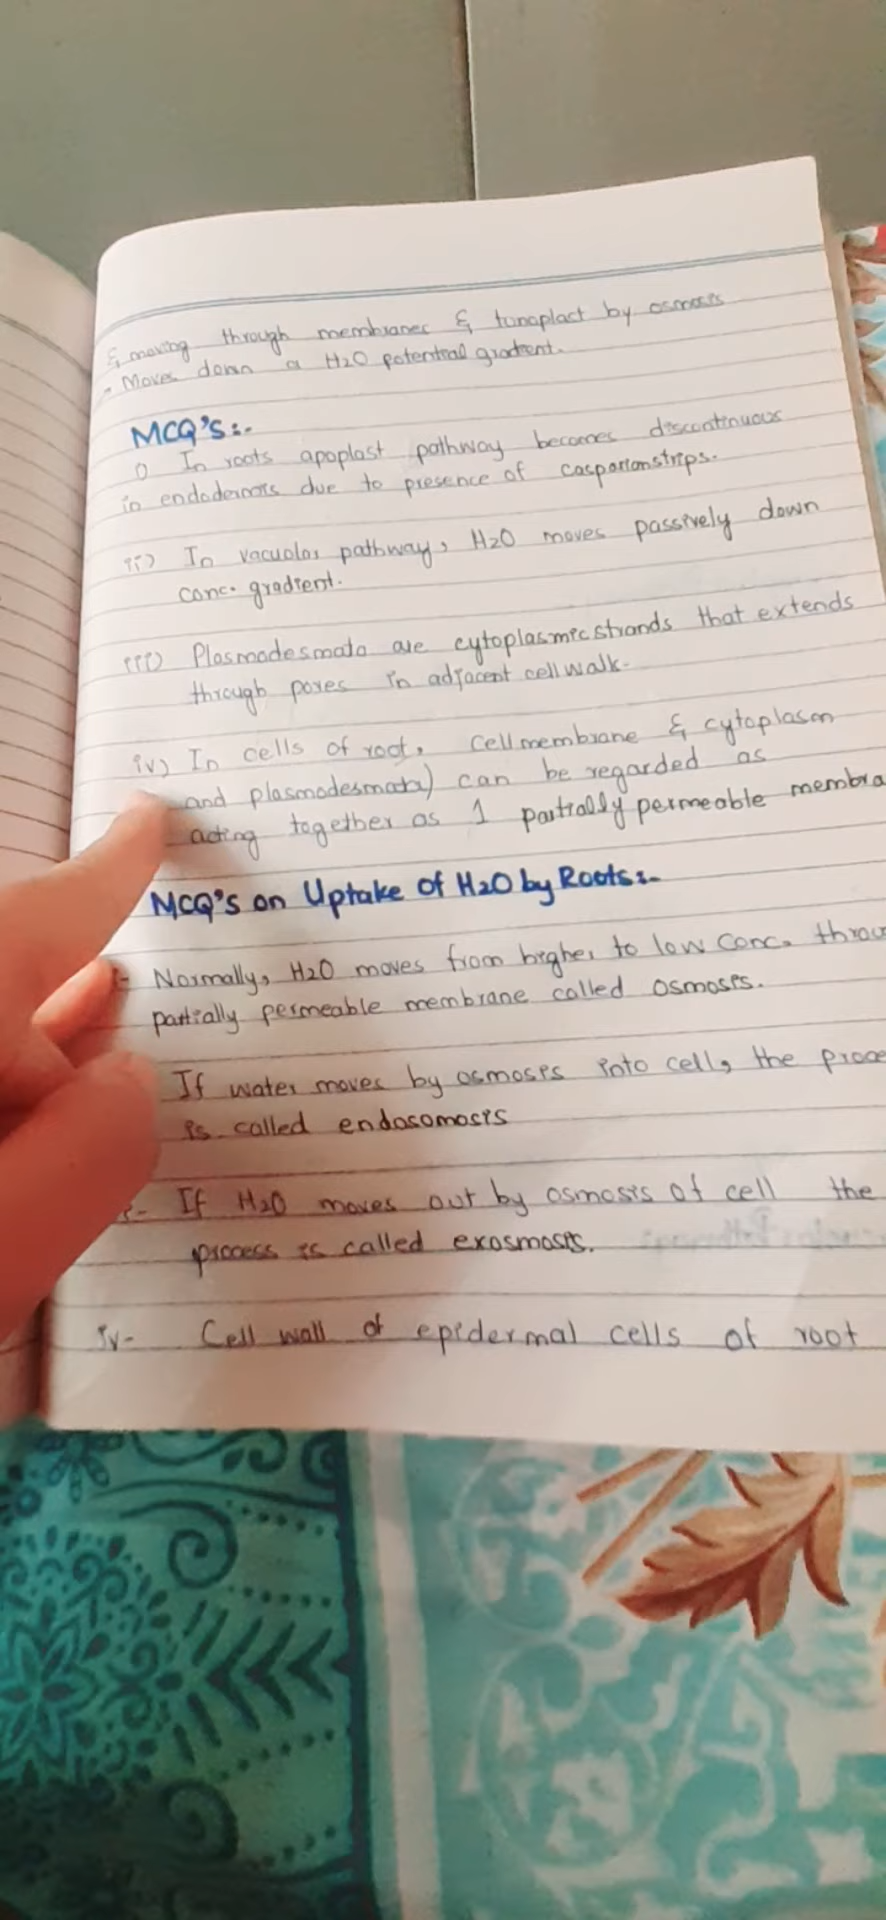 & moving through membranes & tonoplast by osmosis
- Moves down a H2O potential gradient.
MCQ's:-
i) In roots apoplast pathway becomes discontinuous
in endodermis due to presence of casparianstrips.
ii) In vacuolar pathway, H2O moves passively down
conc. gradient.
iii) Plasmodesmata are cytoplasmic strands that extends
through pores in adjacent cell walls.
iv) In cells of root, cell membrane & cytoplasm
and plasmodesmata) can be regarded as
acting together as 1 partially permeable membra
MCQ's on Uptake of H2O by Roots:-
Normally, H2O moves from higher to low conc. throu
partially permeable membrane called osmosis.
If water moves by osmosis into cell, the proce
is called endosomosis
If H2O moves out by osmosis of cell the
process is called exosmosis.
iv- Cell wall of epidermal cells of root